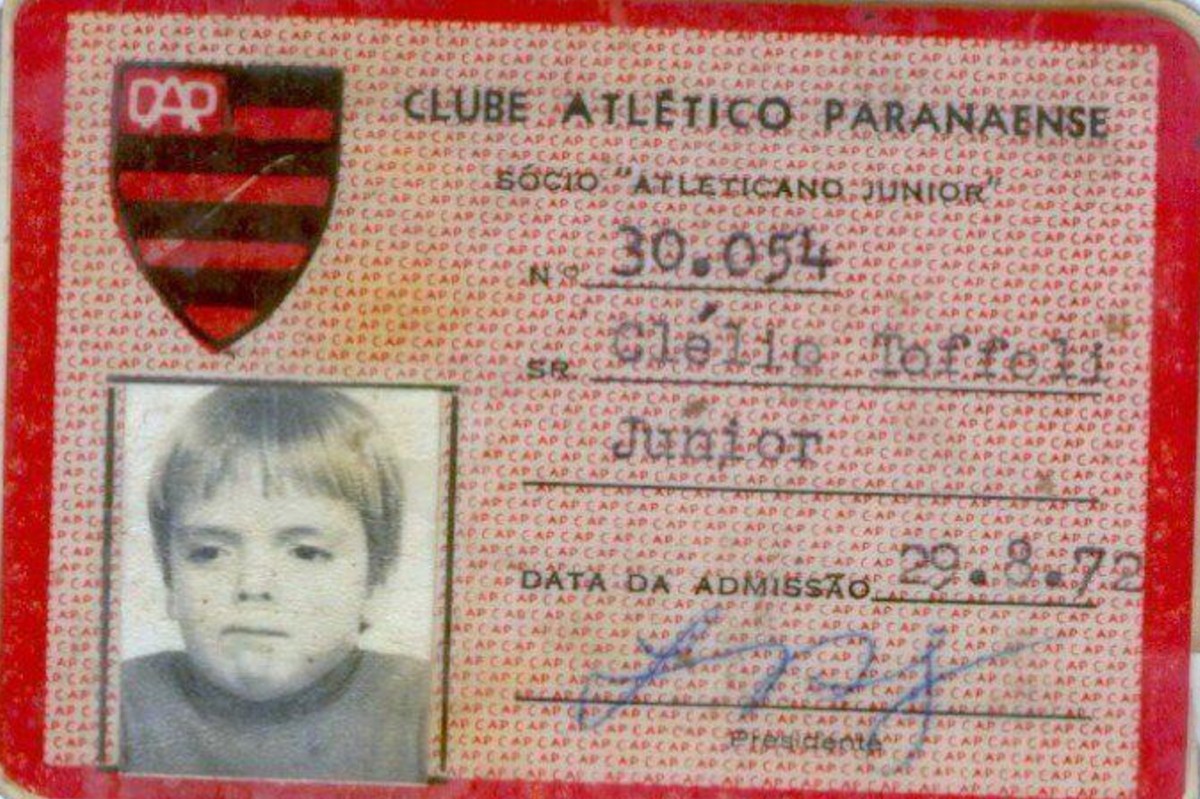 CAP
CLUBE ATLÉTICO PARANAENSE
SÓCIO "ATLETICANO JUNIOR"
Nº 30.054
SR. Clélio Toffoli
Junior
DATA DA ADMISSÃO 29.8.72
Presidente